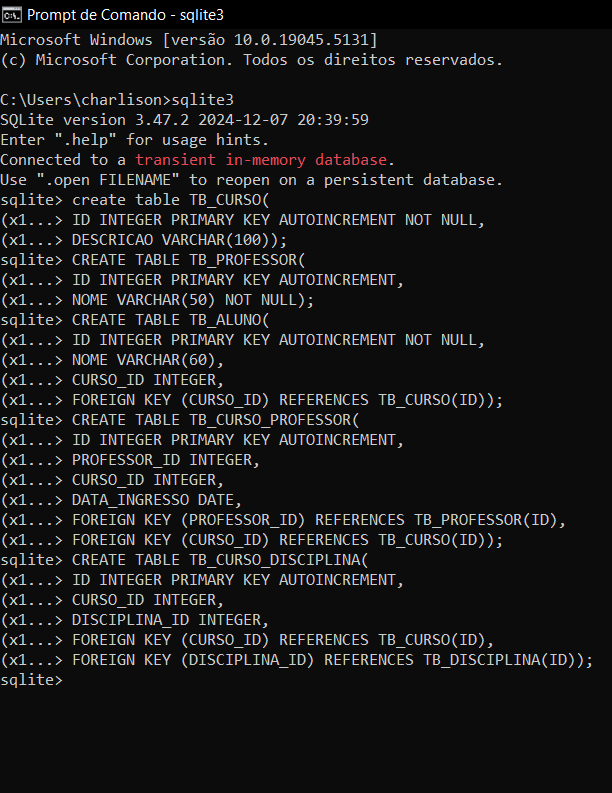 Prompt de Comando - sqlite3
Microsoft Windows [versão 10.0.19045.5131]
(c) Microsoft Corporation. Todos os direitos reservados.
C:\Users\charlison>sqlite3
SQLite version 3.47.2 2024-12-07 20:39:59
Enter ".help" for usage hints.
Connected to a transient in-memory database.
Use ".open FILENAME" to reopen on a persistent database.
sqlite> create table TB_CURSO(
(x1...> ID INTEGER PRIMARY KEY AUTOINCREMENT NOT NULL,
(x1...> DESCRICAO VARCHAR(100));
sqlite> CREATE TABLE TB_PROFESSOR(
(x1...> ID INTEGER PRIMARY KEY AUTOINCREMENT,
(x1...> NOME VARCHAR(50) NOT NULL);
sqlite> CREATE TABLE TB_ALUNO(
(x1...> ID INTEGER PRIMARY KEY AUTOINCREMENT NOT NULL,
(x1...> NOME VARCHAR(60),
(x1...> CURSO_ID INTEGER,
(x1...> FOREIGN KEY (CURSO_ID) REFERENCES TB_CURSO(ID));
sqlite> CREATE TABLE TB_CURSO_PROFESSOR(
(x1...> ID INTEGER PRIMARY KEY AUTOINCREMENT,
(x1...> PROFESSOR_ID INTEGER,
(x1...> CURSO_ID INTEGER,
(x1...> DATA_INGRESSO DATE,
(x1...> FOREIGN KEY (PROFESSOR_ID) REFERENCES TB_PROFESSOR(ID),
(x1...> FOREIGN KEY (CURSO_ID) REFERENCES TB_CURSO(ID));
sqlite> CREATE TABLE TB_CURSO_DISCIPLINA(
(x1...> ID INTEGER PRIMARY KEY AUTOINCREMENT,
(x1...> CURSO_ID INTEGER,
(x1...> DISCIPLINA_ID INTEGER,
(x1...> FOREIGN KEY (CURSO_ID) REFERENCES TB_CURSO(ID),
(x1...> FOREIGN KEY (DISCIPLINA_ID) REFERENCES TB_DISCIPLINA(ID));
sqlite>